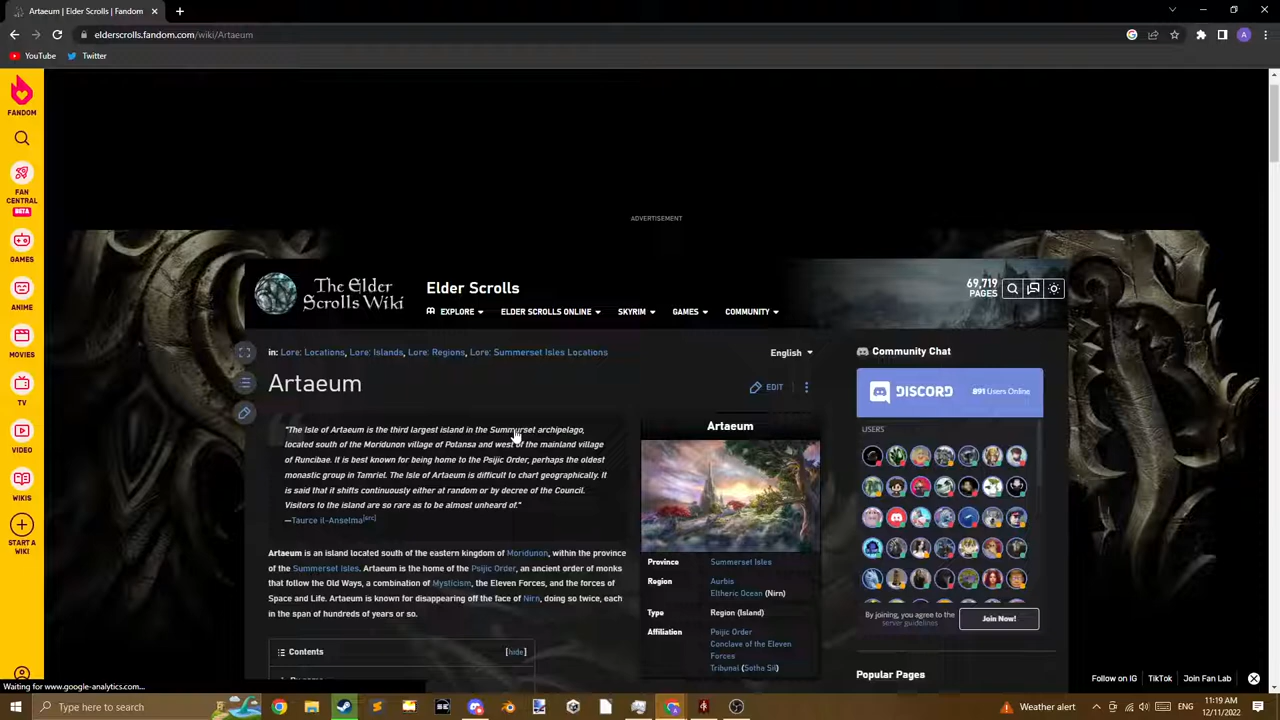 Artaeum | Elder Scrolls | Fandom
elderscrolls.fandom.com/wiki/Artaeum
A
YouTube
Twitter
FANDOM
FAN CENTRAL
BETA
GAMES
ANIME
MOVIES
TV
VIDEO
WIKIS
START A WIKI
ADVERTISEMENT
The Elder
Scrolls Wiki
Elder Scrolls
69,719
PAGES
EXPLORE
ELDER SCROLLS ONLINE
SKYRIM
GAMES
COMMUNITY
in: Lore: Locations, Lore: Islands, Lore: Regions, Lore: Summerset Isles Locations
English
Artaeum
EDIT
"The Isle of Artaeum is the third largest island in the Summerset archipelago,
located south of the Moridunon village of Potansa and west of the mainland village
of Runcibae. It is best known for being home to the Psijic Order, perhaps the oldest
monastic group in Tamriel. The Isle of Artaeum is difficult to chart geographically. It
is said that it shifts continuously either at random or by decree of the Council.
Visitors to the island are so rare as to be almost unheard of."
―Taurce il-Anselma[src]
Artaeum is an island located south of the eastern kingdom of Moridunon, within the province
of the Summerset Isles. Artaeum is the home of the Psijic Order, an ancient order of monks
that follow the Old Ways, a combination of Mysticism, the Eleven Forces, and the forces of
Space and Life. Artaeum is known for disappearing off the face of Nirn, doing so twice, each
in the span of hundreds of years or so.
Contents
[hide]
Artaeum
Province
Summerset Isles
Region
Aurbis
Eltheric Ocean (Nirn)
Type
Region (Island)
Affiliation
Psijic Order
Conclave of the Eleven
Forces
Tribunal (Sotha Sil)
Community Chat
DISCORD
891 Users Online
USERS
By joining, you agree to the
server guidelines
Join Now!
Popular Pages
Follow on IG
TikTok
Join Fan Lab
Waiting for www.google-analytics.com...
Type here to search
Weather alert
11:19 AM
12/11/2022